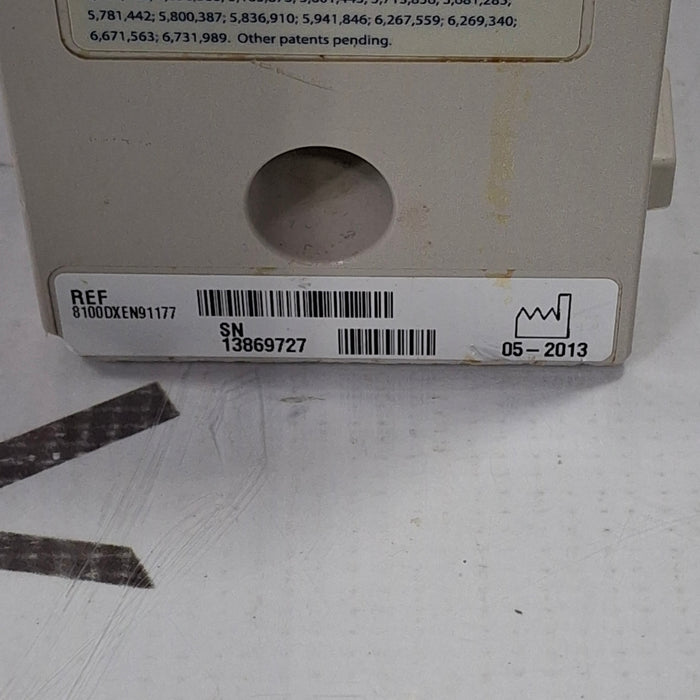 5,781,442; 5,800,387; 5,836,910; 5,941,846; 6,267,559; 6,269,340;
6,671,563; 6,731,989. Other patents pending.
REF
8100DXEN91177
SN
13869727
05-2013